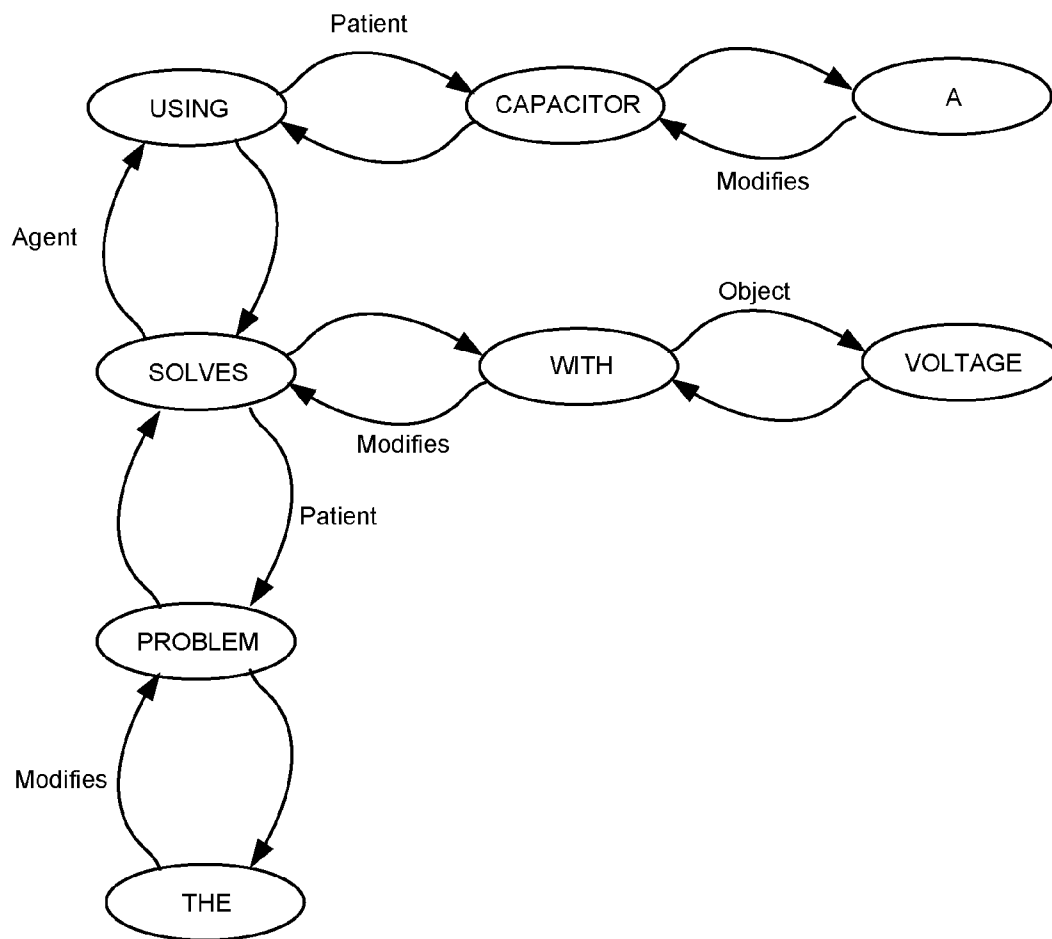 Patient
USING
CAPACITOR
A
Modifies
Agent
Object
SOLVES
WITH
VOLTAGE
Modifies
Patient
PROBLEM
Modifies
THE